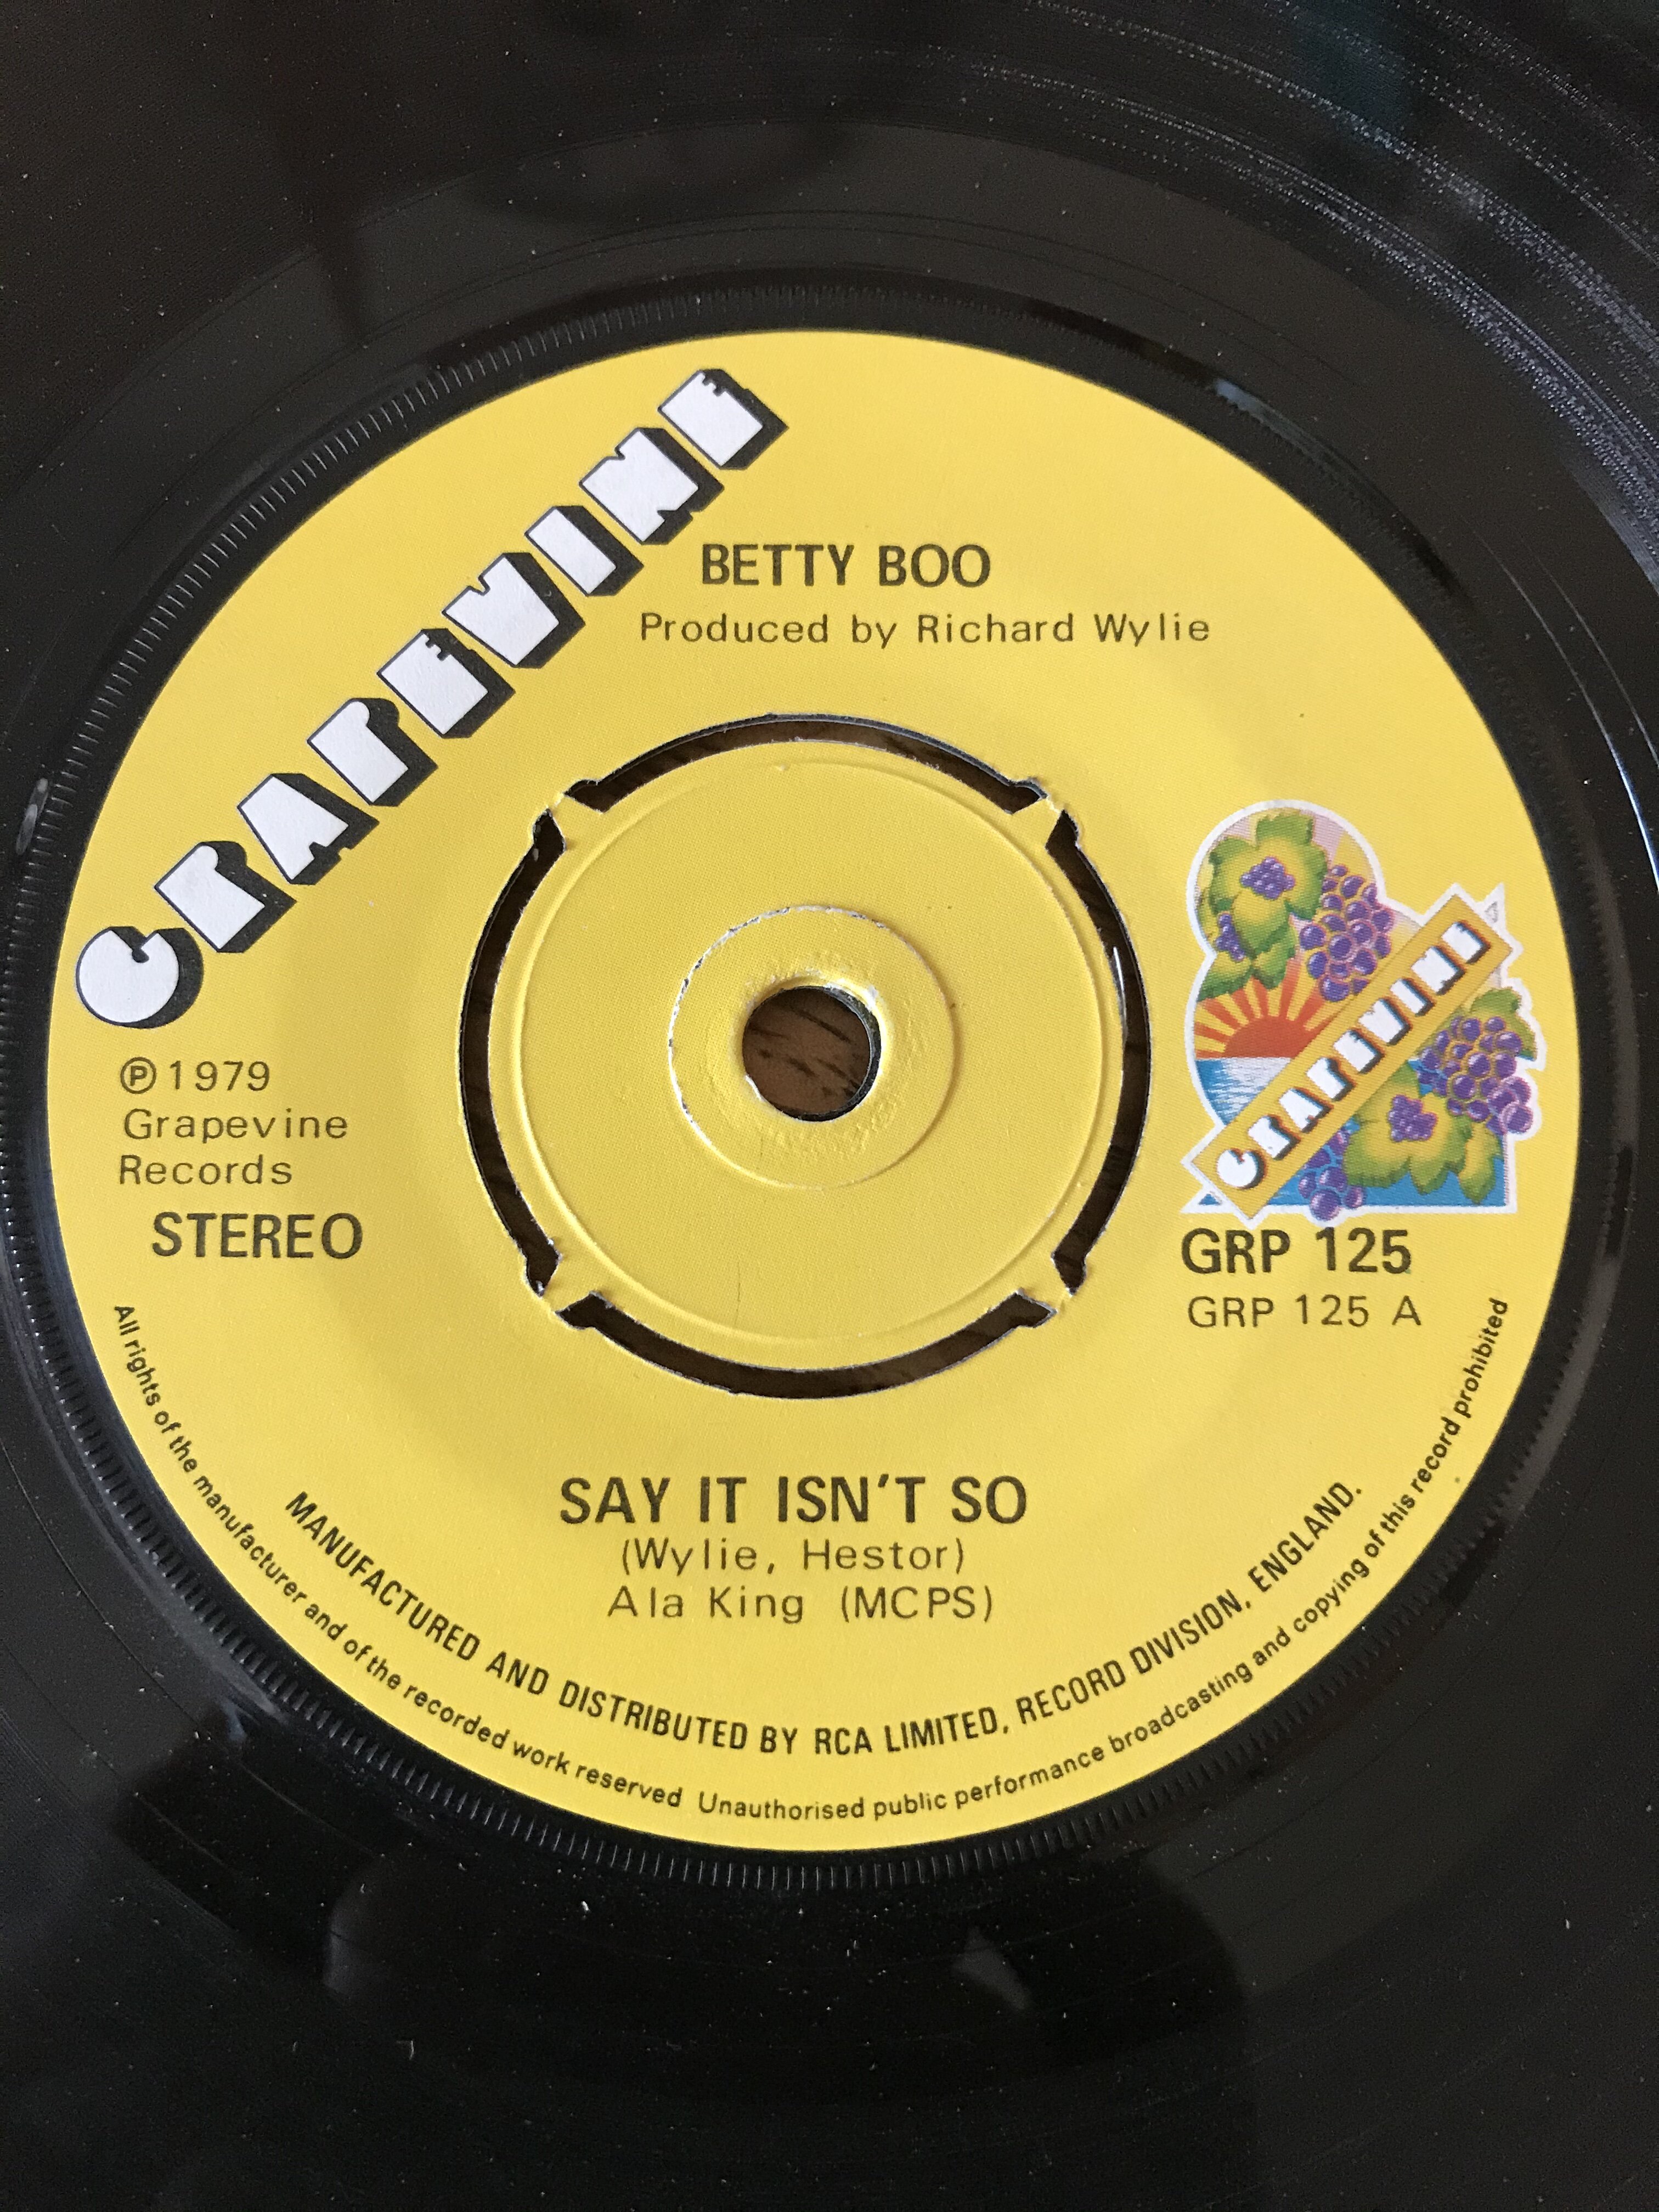 GRAPEVINE
BETTY BOO
Produced by Richard Wylie
GRAPEVINE
℗ 1979
Grapevine
Records
STEREO
GRP 125
GRP 125 A
SAY IT ISN'T SO
(Wylie, Hestor)
Ala King (MCPS)
MANUFACTURED AND DISTRIBUTED BY RCA LIMITED, RECORD DIVISION, ENGLAND.
All rights of the manufacturer and of the recorded work reserved Unauthorised public performance broadcasting and copying of this record prohibited